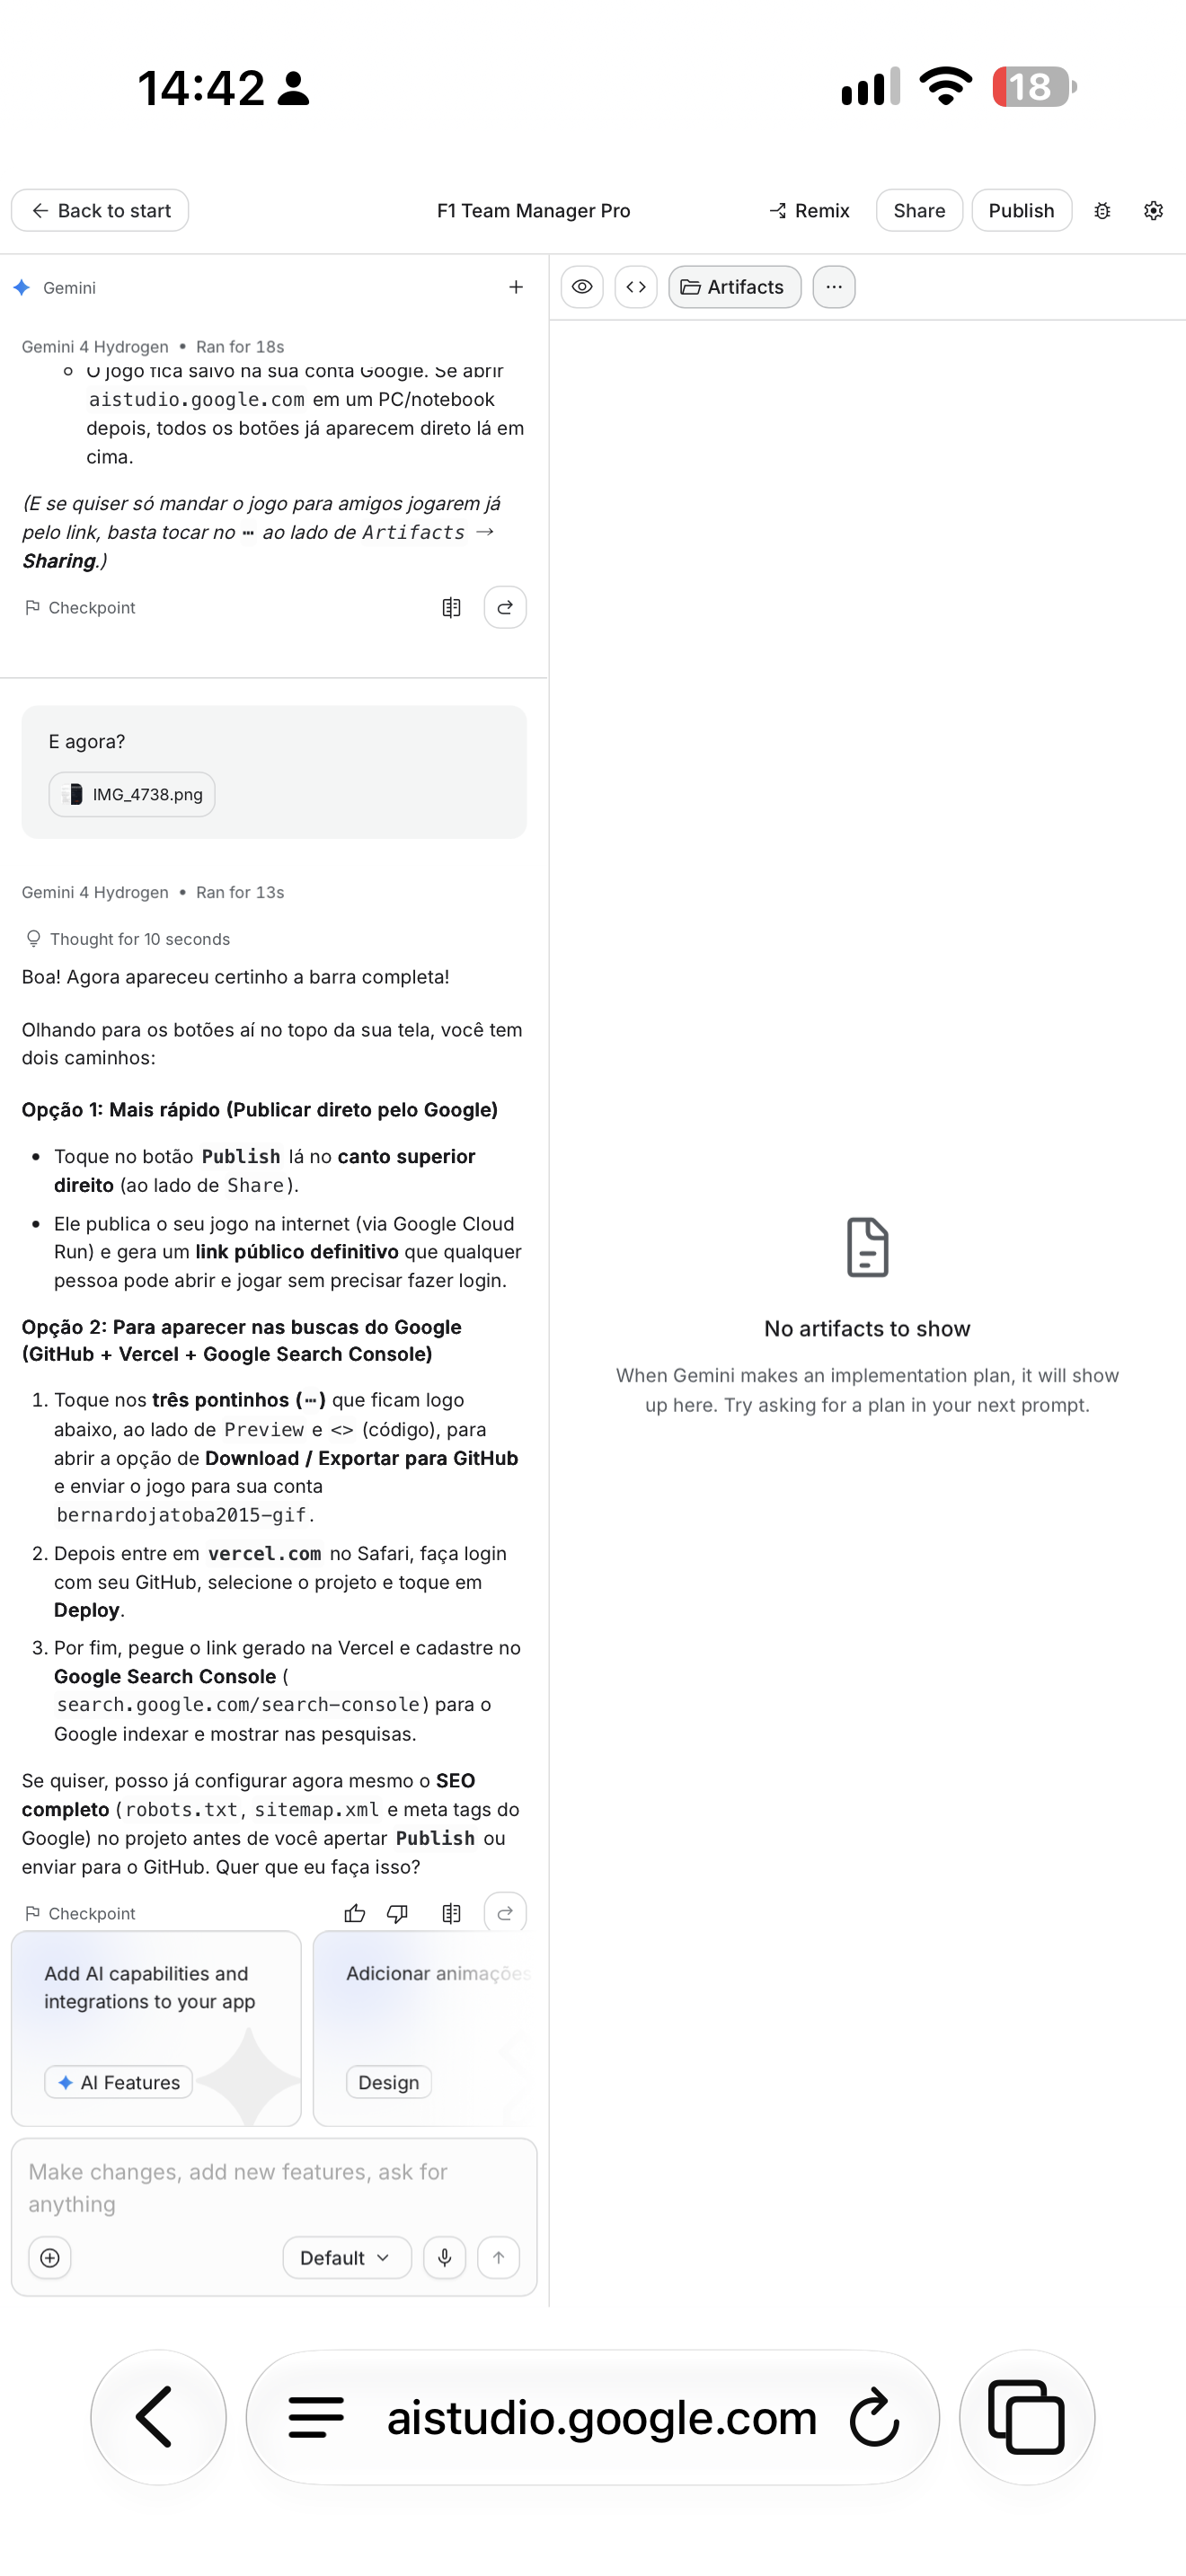 14:42
18
Back to start
F1 Team Manager Pro
Remix
Share
Publish
Gemini
Artifacts
Gemini 4 Hydrogen • Ran for 18s
O jogo fica salvo na sua conta Google. Se abrir
aistudio.google.com em um PC/notebook
depois, todos os botões já aparecem direto lá em
cima.
(E se quiser só mandar o jogo para amigos jogarem já
pelo link, basta tocar no ⋯ ao lado de Artifacts →
Sharing.)
Checkpoint
E agora?
IMG_4738.png
Gemini 4 Hydrogen • Ran for 13s
Thought for 10 seconds
Boa! Agora apareceu certinho a barra completa!
Olhando para os botões aí no topo da sua tela, você tem
dois caminhos:
Opção 1: Mais rápido (Publicar direto pelo Google)
• Toque no botão Publish lá no canto superior
direito (ao lado de Share).
• Ele publica o seu jogo na internet (via Google Cloud
Run) e gera um link público definitivo que qualquer
pessoa pode abrir e jogar sem precisar fazer login.
Opção 2: Para aparecer nas buscas do Google
(GitHub + Vercel + Google Search Console)
1. Toque nos três pontinhos (⋯) que ficam logo
abaixo, ao lado de Preview e <> (código), para
abrir a opção de Download / Exportar para GitHub
e enviar o jogo para sua conta
bernardojatoba2015-gif.
2. Depois entre em vercel.com no Safari, faça login
com seu GitHub, selecione o projeto e toque em
Deploy.
3. Por fim, pegue o link gerado na Vercel e cadastre no
Google Search Console (
search.google.com/search-console) para o
Google indexar e mostrar nas pesquisas.
Se quiser, posso já configurar agora mesmo o SEO
completo (robots.txt, sitemap.xml e meta tags do
Google) no projeto antes de você apertar Publish ou
enviar para o GitHub. Quer que eu faça isso?
Checkpoint
Add AI capabilities and
integrations to your app
AI Features
Adicionar animações
Design
Make changes, add new features, ask for
anything
Default
No artifacts to show
When Gemini makes an implementation plan, it will show
up here. Try asking for a plan in your next prompt.
aistudio.google.com